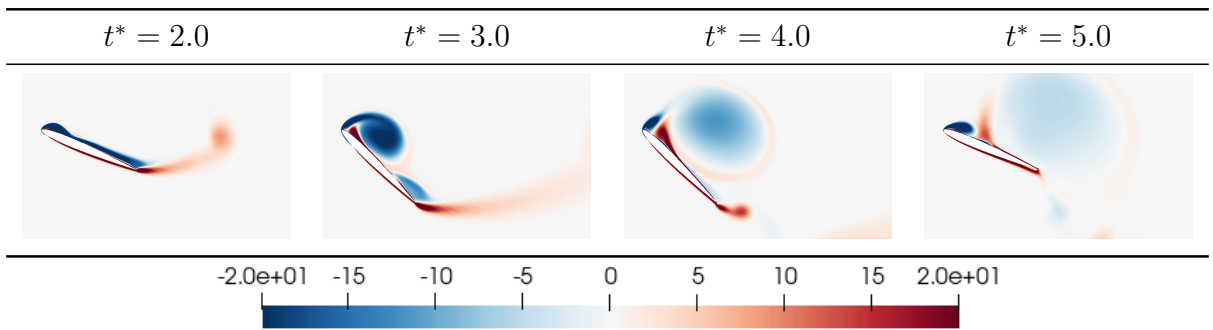 t* = 2.0 t* = 3.0 t* = 4.0 t* = 5.0
-2.0e+01 -15 -10 -5 0 5 10 15 2.0e+01